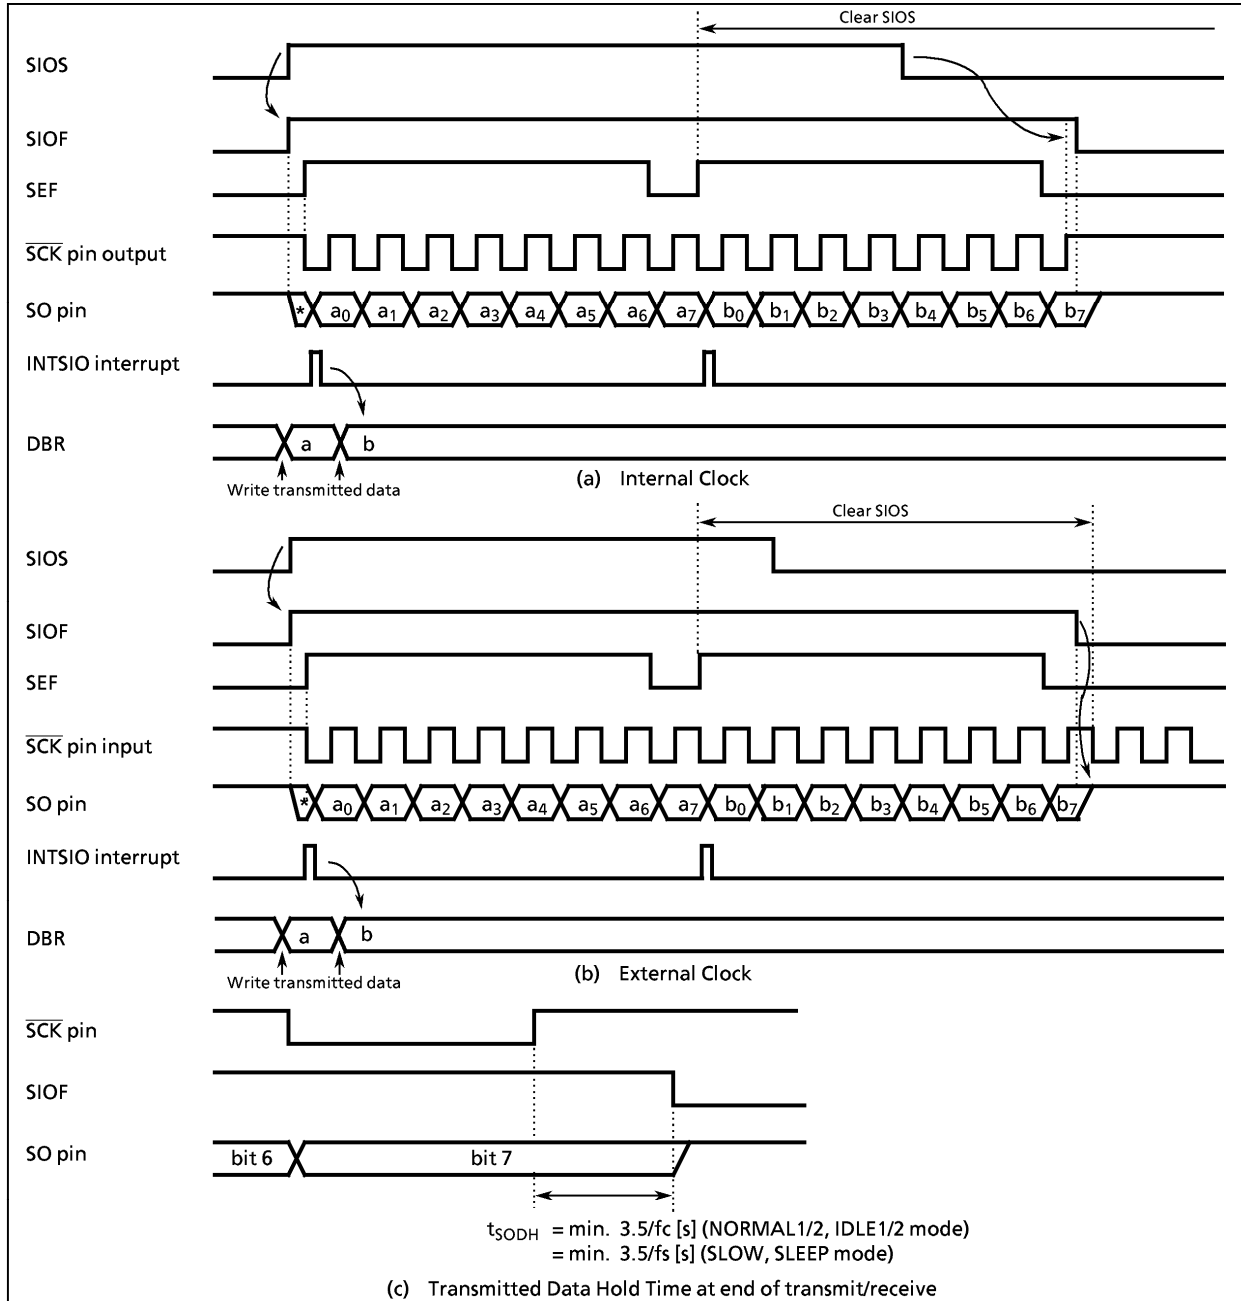 Clear SIOS
SIOS
SIOF
SEF
SCK pin output
SO pin * a0 a1 a2 a3 a4 a5 a6 a7 b0 b1 b2 b3 b4 b5 b6 b7
INTSIO interrupt
DBR a b
(a) Internal Clock
Write transmitted data
Clear SIOS
SIOS
SIOF
SEF
SCK pin input
SO pin * a0 a1 a2 a3 a4 a5 a6 a7 b0 b1 b2 b3 b4 b5 b6 b7
INTSIO interrupt
DBR a b
(b) External Clock
Write transmitted data
SCK pin
SIOF
SO pin bit 6 bit 7
tSODH = min. 3.5/fc [s] (NORMAL1/2, IDLE1/2 mode)
= min. 3.5/fs [s] (SLOW, SLEEP mode)
(c) Transmitted Data Hold Time at end of transmit/receive